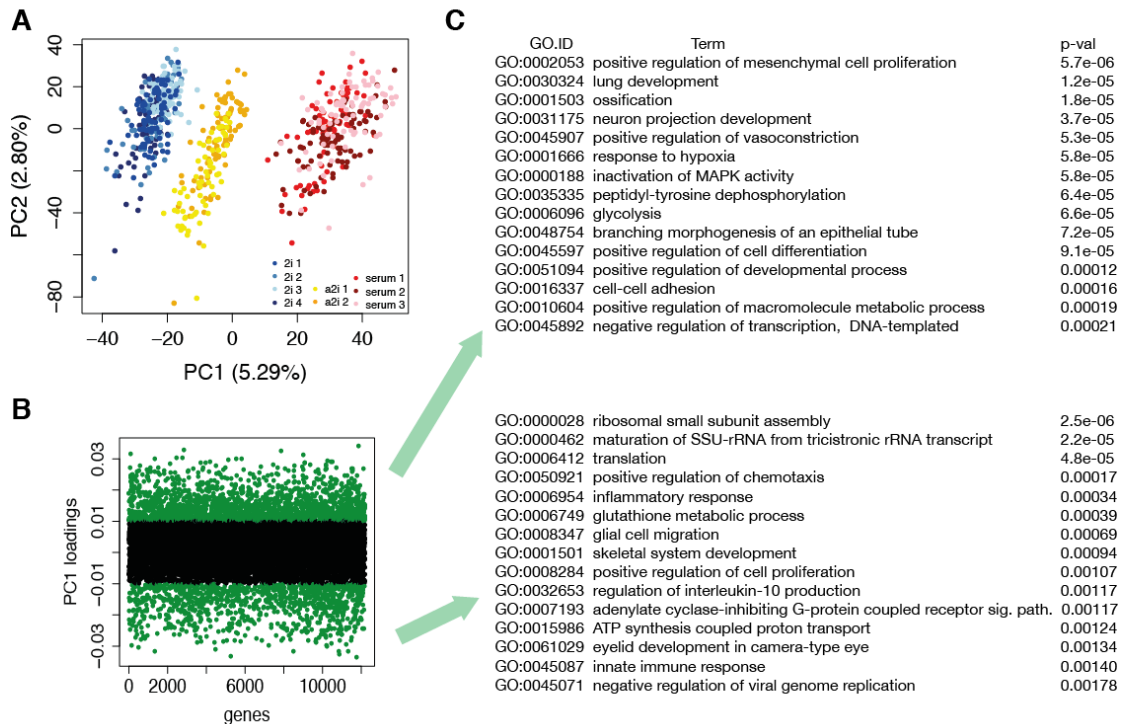 A
PC2 (2.80%)
40
20
0
−40
−80
2i 1
2i 2
2i 3
2i 4
a2i 1
a2i 2
serum 1
serum 2
serum 3
−40 −20 0 20 40
PC1 (5.29%)
B
PC1 loadings
0.03
0.01
−0.01
−0.03
0 2000 6000 10000
genes
C
GO.ID Term p-val
GO:0002053 positive regulation of mesenchymal cell proliferation 5.7e-06
GO:0030324 lung development 1.2e-05
GO:0001503 ossification 1.8e-05
GO:0031175 neuron projection development 3.7e-05
GO:0045907 positive regulation of vasoconstriction 5.3e-05
GO:0001666 response to hypoxia 5.8e-05
GO:0000188 inactivation of MAPK activity 5.8e-05
GO:0035335 peptidyl-tyrosine dephosphorylation 6.4e-05
GO:0006096 glycolysis 6.6e-05
GO:0048754 branching morphogenesis of an epithelial tube 7.2e-05
GO:0045597 positive regulation of cell differentiation 9.1e-05
GO:0051094 positive regulation of developmental process 0.00012
GO:0016337 cell-cell adhesion 0.00016
GO:0010604 positive regulation of macromolecule metabolic process 0.00019
GO:0045892 negative regulation of transcription, DNA-templated 0.00021
GO:0000028 ribosomal small subunit assembly 2.5e-06
GO:0000462 maturation of SSU-rRNA from tricistronic rRNA transcript 2.2e-05
GO:0006412 translation 4.8e-05
GO:0050921 positive regulation of chemotaxis 0.00017
GO:0006954 inflammatory response 0.00034
GO:0006749 glutathione metabolic process 0.00039
GO:0008347 glial cell migration 0.00069
GO:0001501 skeletal system development 0.00094
GO:0008284 positive regulation of cell proliferation 0.00107
GO:0032653 regulation of interleukin-10 production 0.00117
GO:0007193 adenylate cyclase-inhibiting G-protein coupled receptor sig. path. 0.00117
GO:0015986 ATP synthesis coupled proton transport 0.00124
GO:0061029 eyelid development in camera-type eye 0.00134
GO:0045087 innate immune response 0.00140
GO:0045071 negative regulation of viral genome replication 0.00178